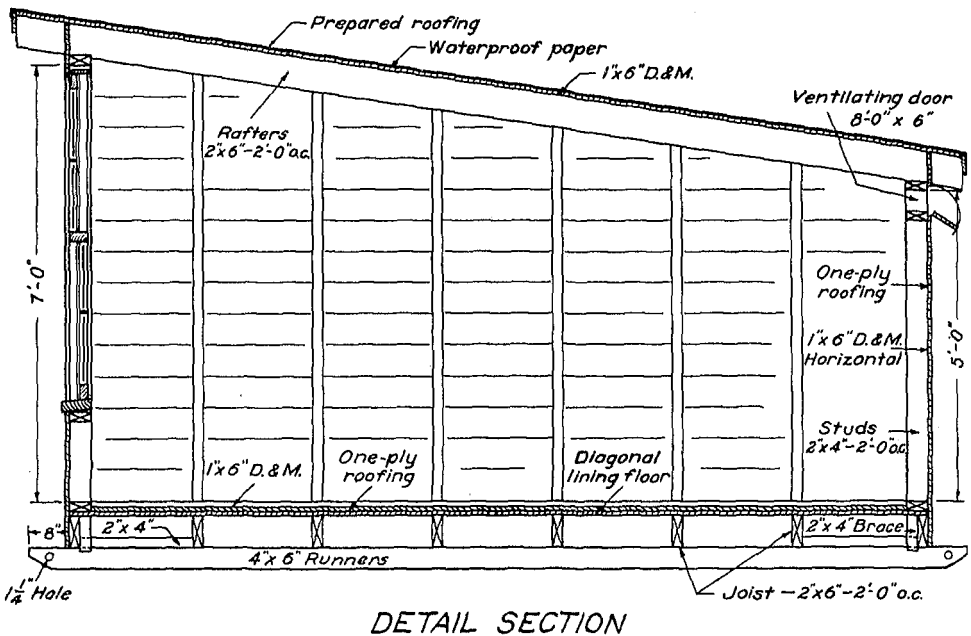 Prepared roofing
Waterproof paper
1"x6" D.&M.
Ventilating door
8'-0" x 6"
Rafters
2"x6"-2'-0"o.c.
7'-0"
One-ply
roofing
1"x6" D.&M.
Horizontal
5'-0"
Studs
2"x4"-2'-0"o.c.
1"x6" D.&M.
One-ply
roofing
Diagonal
lining floor
8"
2"x4"
2"x4" Brace
4"x6" Runners
1 1/4" Hole
Joist - 2"x6"-2'-0" o.c.
DETAIL SECTION